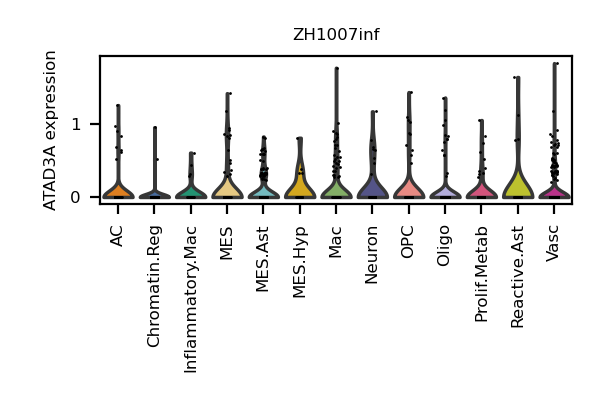 ZH1007inf
ATAD3A expression
1
0
AC
Chromatin.Reg
Inflammatory.Mac
MES
MES.Ast
MES.Hyp
Mac
Neuron
OPC
Oligo
Prolif.Metab
Reactive.Ast
Vasc